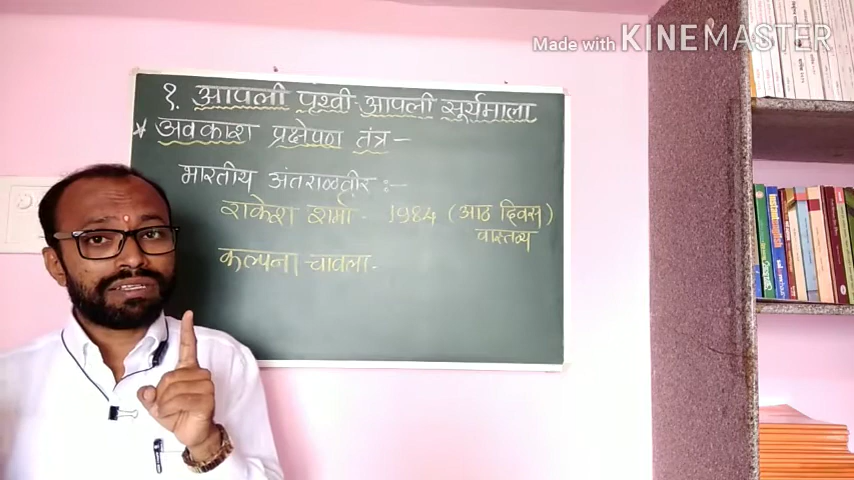 Made with KINEMASTER
१. आपली पृथ्वी-आपली सूर्यमाला
* अवकाश प्रक्षेपण तंत्र -
भारतीय अंतराळवीर :-
राकेश शर्मा - 1984 (आठ दिवस)
वास्तव्य
कल्पना चावला -